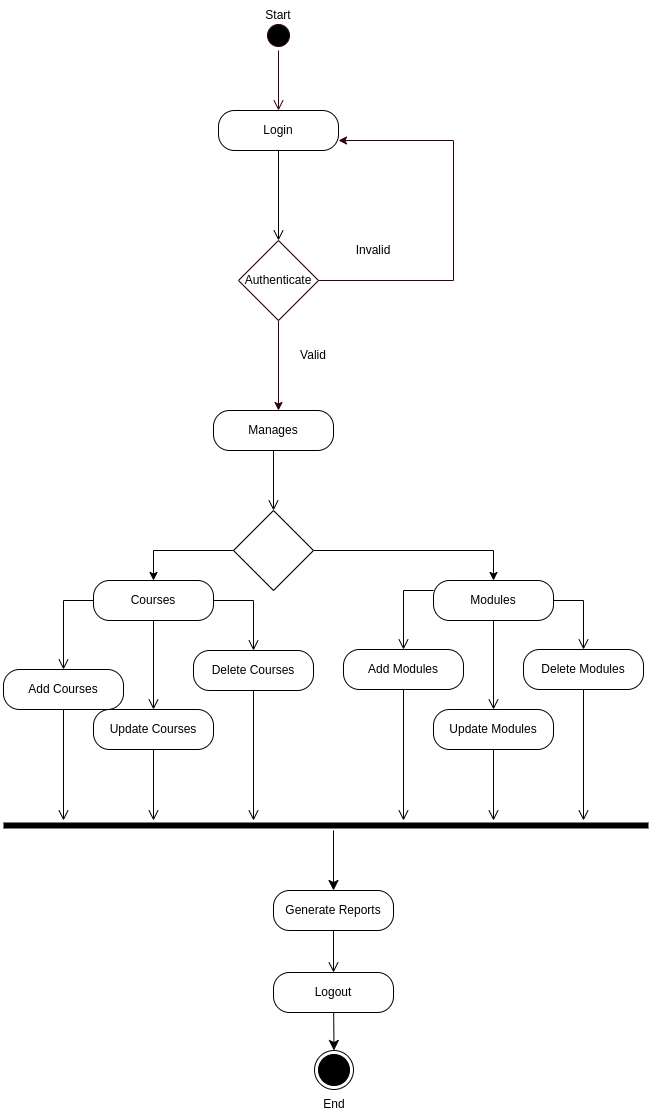 Start
Login
Invalid
Authenticate
Valid
Manages
Courses
Modules
Add Courses
Delete Courses
Add Modules
Delete Modules
Update Courses
Update Modules
Generate Reports
Logout
End